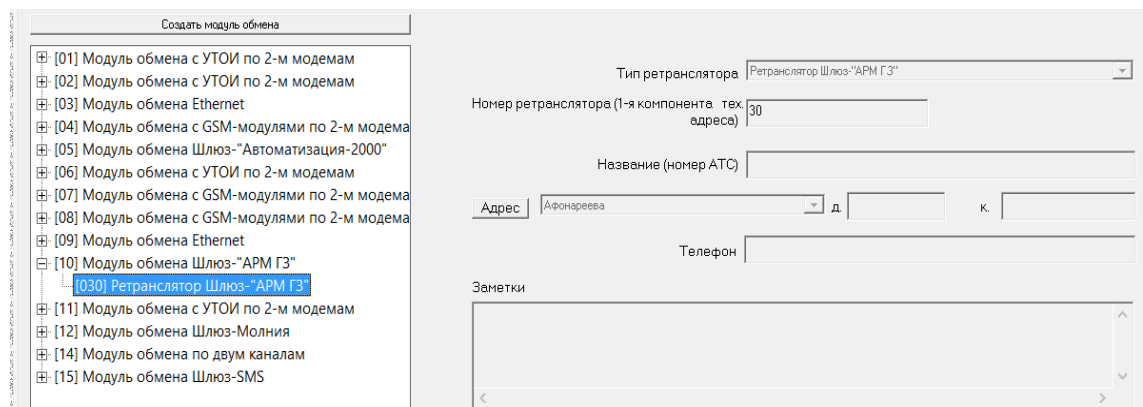 Создать модуль обмена
[01] Модуль обмена с УТОИ по 2-м модемам
[02] Модуль обмена с УТОИ по 2-м модемам
[03] Модуль обмена Ethernet
[04] Модуль обмена с GSM-модулями по 2-м модема
[05] Модуль обмена Шлюз-"Автоматизация-2000"
[06] Модуль обмена с УТОИ по 2-м модемам
[07] Модуль обмена с GSM-модулями по 2-м модема
[08] Модуль обмена с GSM-модулями по 2-м модема
[09] Модуль обмена Ethernet
[10] Модуль обмена Шлюз-"АРМ ГЗ"
[030] Ретранслятор Шлюз-"АРМ ГЗ"
[11] Модуль обмена с УТОИ по 2-м модемам
[12] Модуль обмена Шлюз-Молния
[14] Модуль обмена по двум каналам
[15] Модуль обмена Шлюз-SMS
Тип ретранслятора Ретранслятор Шлюз-"АРМ ГЗ"
Номер ретранслятора (1-я компонента тех.
адреса) 30
Название (номер АТС)
Адрес Афонареева д. к.
Телефон
Заметки